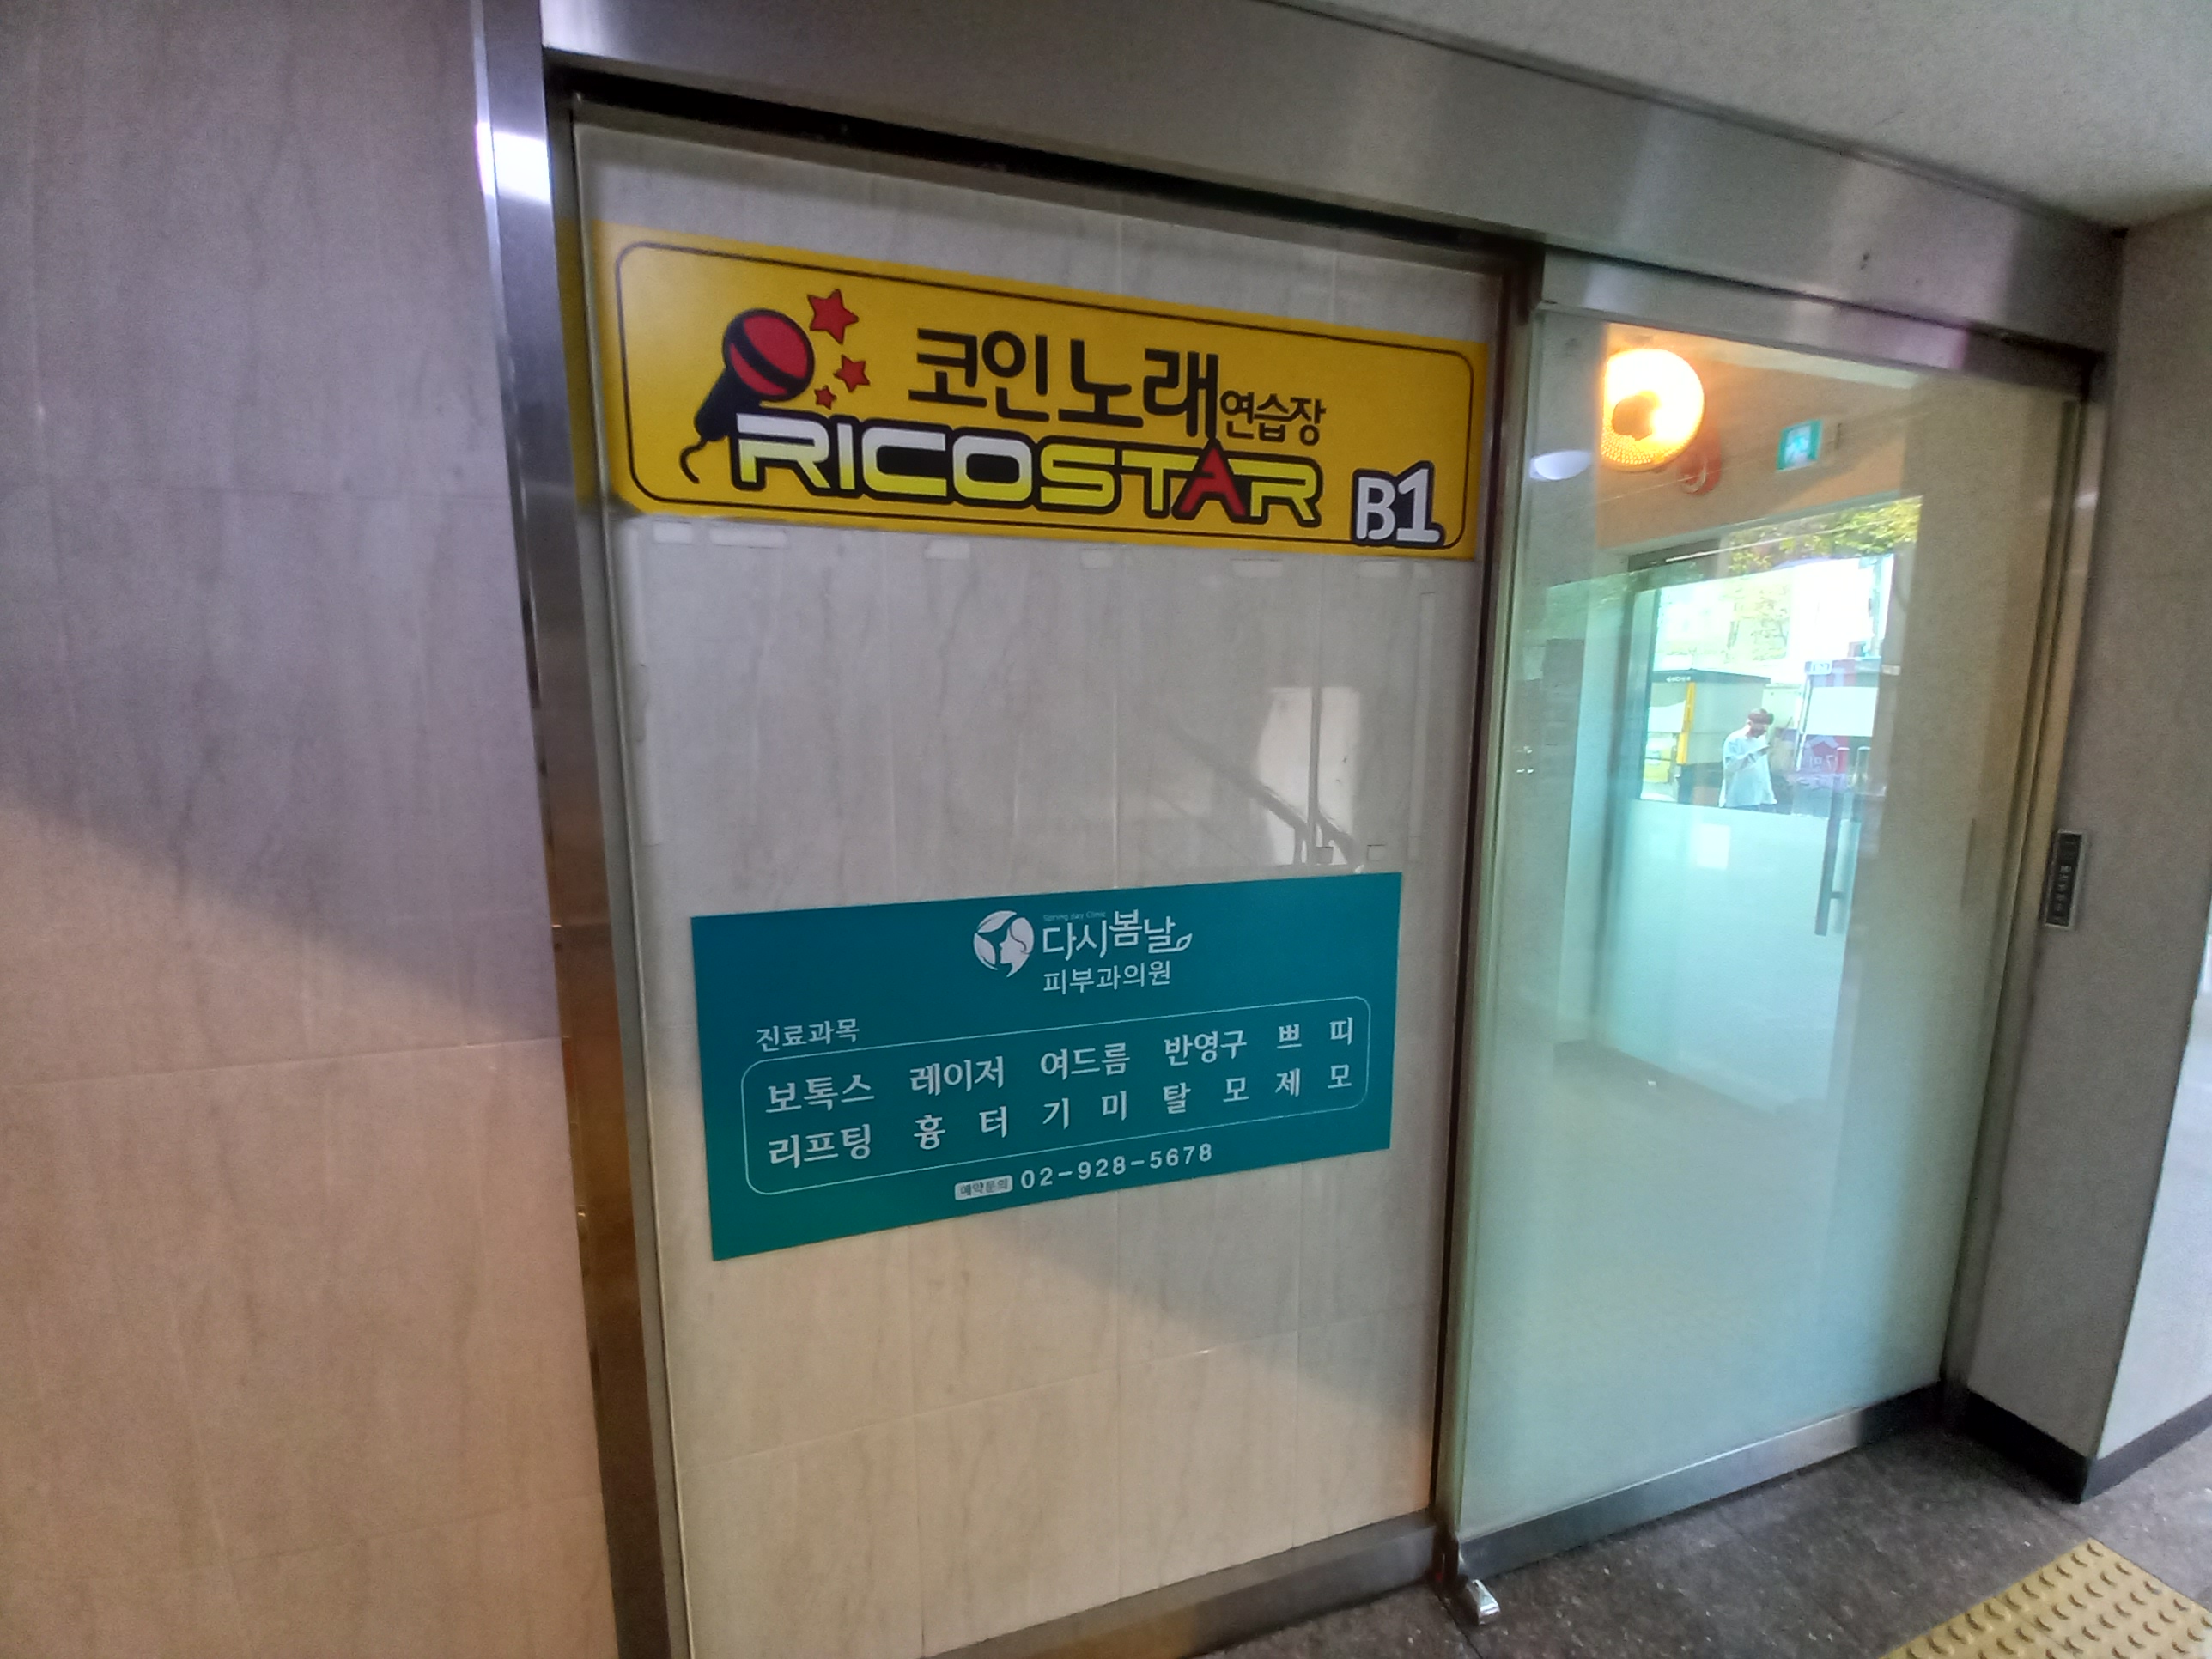 코인노래연습장
RICOSTAR B1
Spring day Clinic
다시봄날
피부과의원
진료과목
보톡스 레이저 여드름 반영구 쁘 띠
리프팅 흉 터 기 미 탈 모 제 모
예약문의 02-928-5678